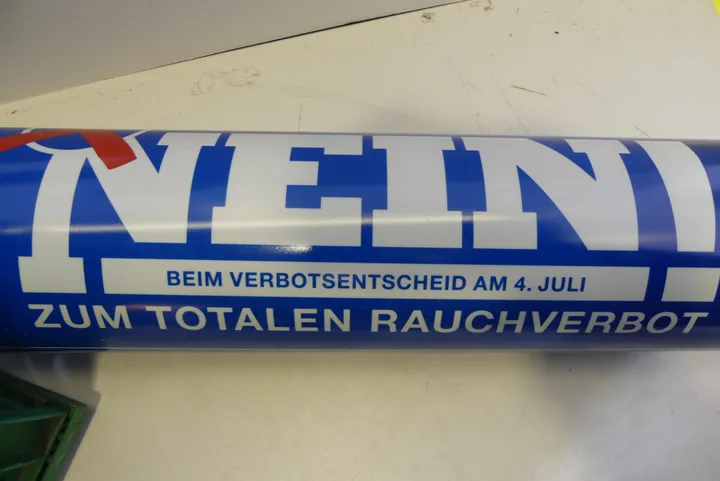 NEIN!
BEIM VERBOTSENTSCHEID AM 4. JULI
ZUM TOTALEN RAUCHVERBOT